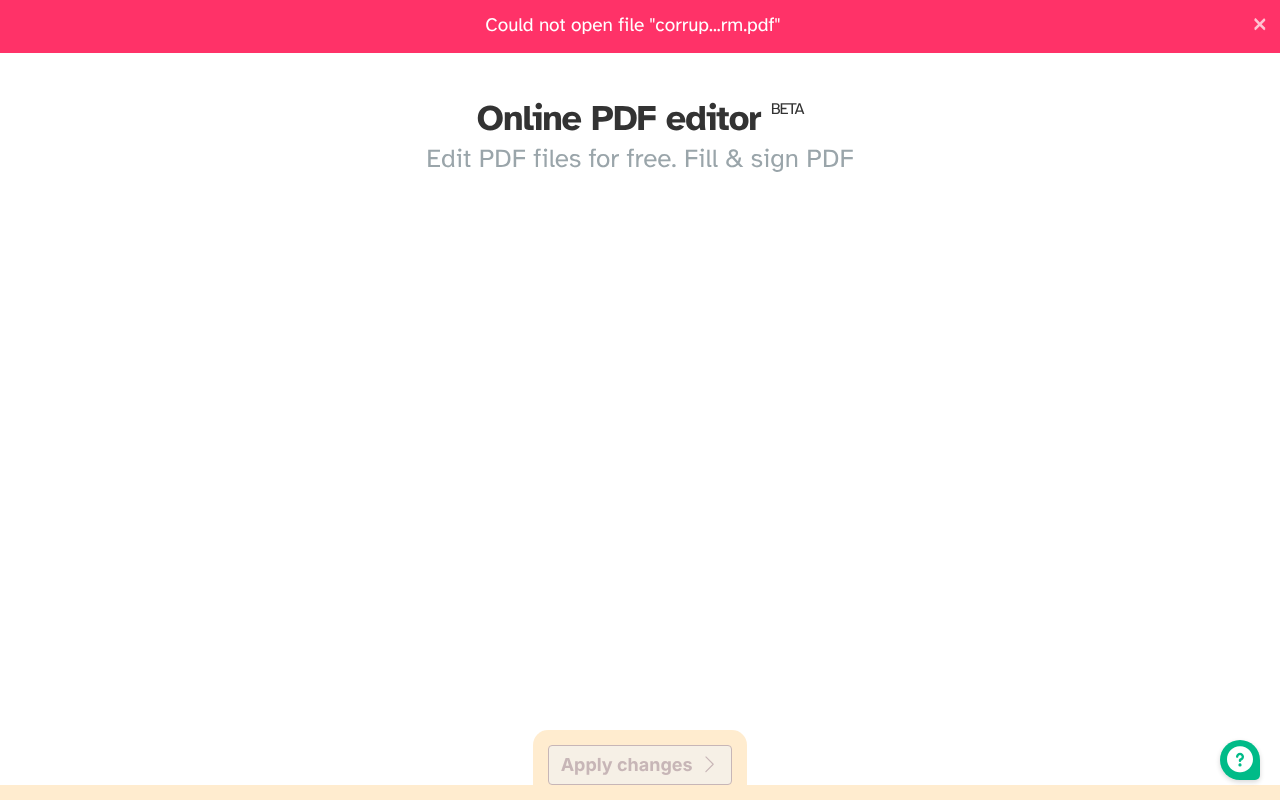 Could not open file "corrup...rm.pdf"
Online PDF editor BETA
Edit PDF files for free. Fill & sign PDF
Apply changes